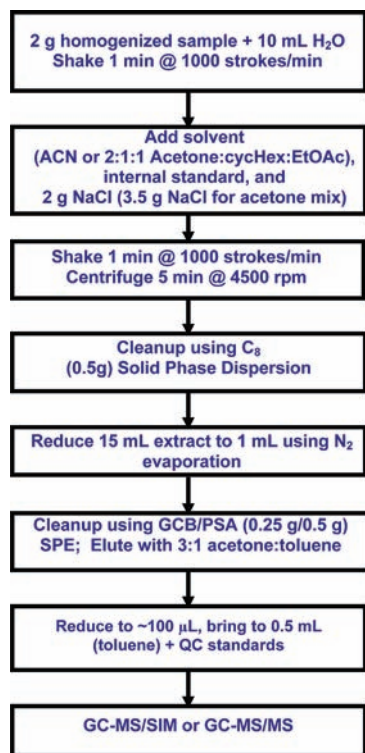 2 g homogenized sample + 10 mL H₂O
Shake 1 min @ 1000 strokes/min
Add solvent
(ACN or 2:1:1 Acetone:cycHex:EtOAc),
internal standard, and
2 g NaCl (3.5 g NaCl for acetone mix)
Shake 1 min @ 1000 strokes/min
Centrifuge 5 min @ 4500 rpm
Cleanup using C₈
(0.5g) Solid Phase Dispersion
Reduce 15 mL extract to 1 mL using N₂
evaporation
Cleanup using GCB/PSA (0.25 g/0.5 g)
SPE; Elute with 3:1 acetone:toluene
Reduce to ~100 μL, bring to 0.5 mL
(toluene) + QC standards
GC-MS/SIM or GC-MS/MS